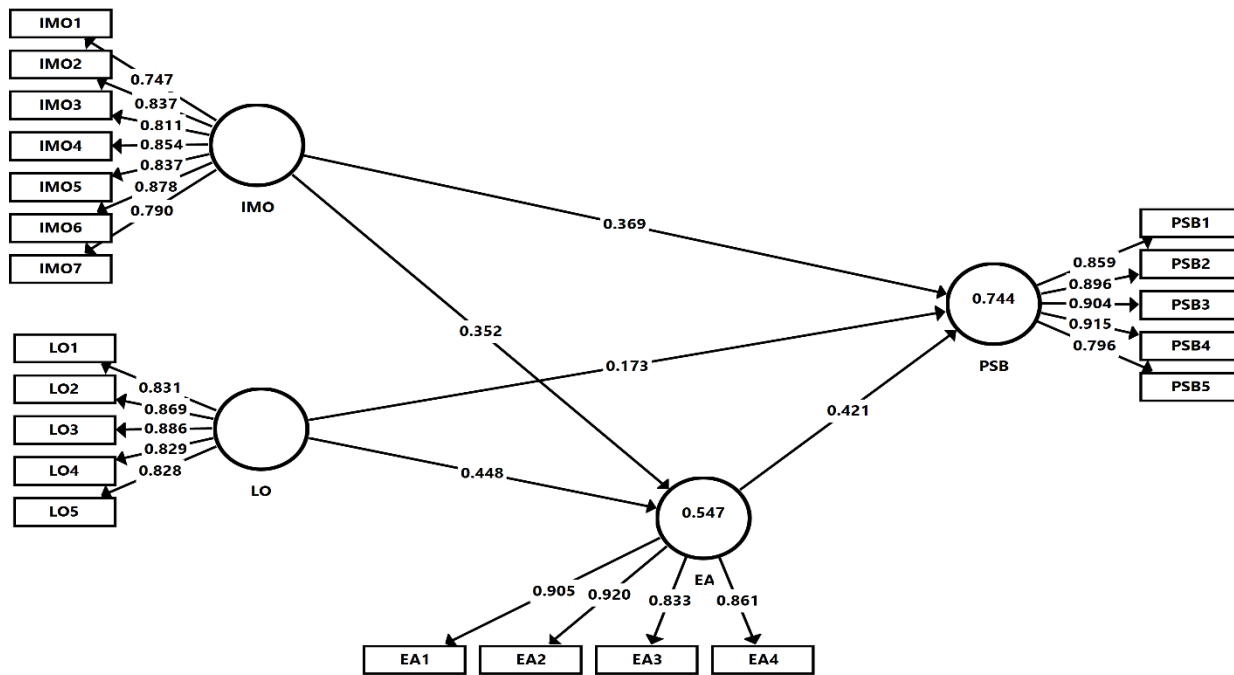 IMO1
IMO2
IMO3
IMO4
IMO5
IMO6
IMO7
0.747
0.837
0.811
0.854
0.837
0.878
0.790
IMO
LO1
LO2
LO3
LO4
LO5
0.831
0.869
0.886
0.829
0.828
LO
0.369
0.352
0.173
0.448
0.421
0.744
PSB
0.859
0.896
0.904
0.915
0.796
PSB1
PSB2
PSB3
PSB4
PSB5
0.547
EA
0.905
0.920
0.833
0.861
EA1
EA2
EA3
EA4